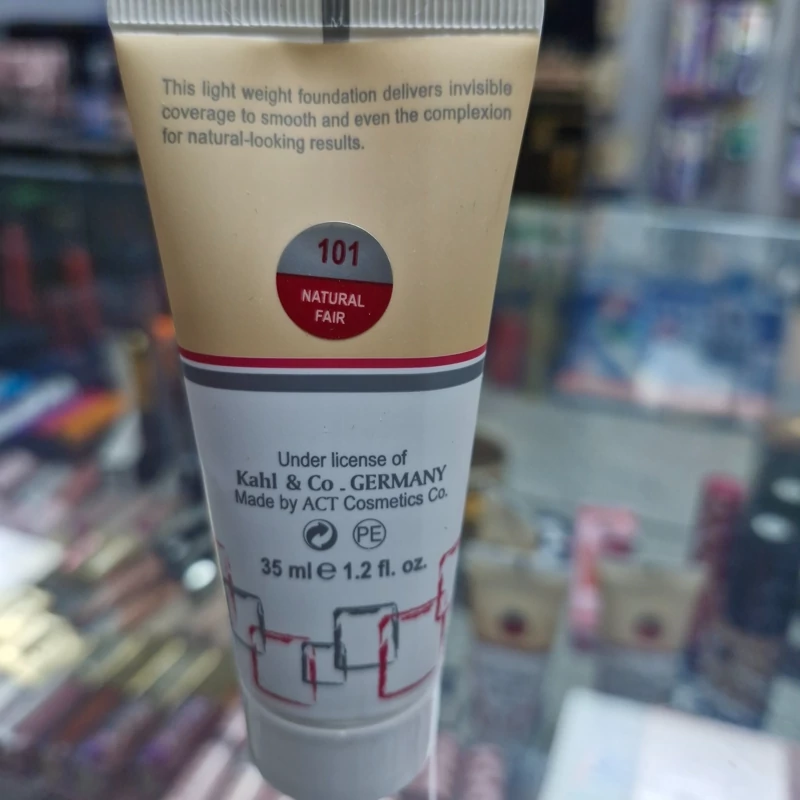 This light weight foundation delivers invisible
coverage to smooth and even the complexion
for natural-looking results.
101
NATURAL
FAIR
Under license of
Kahl & Co . GERMANY
Made by ACT Cosmetics Co.
PE
35 ml e 1.2 fl. oz.